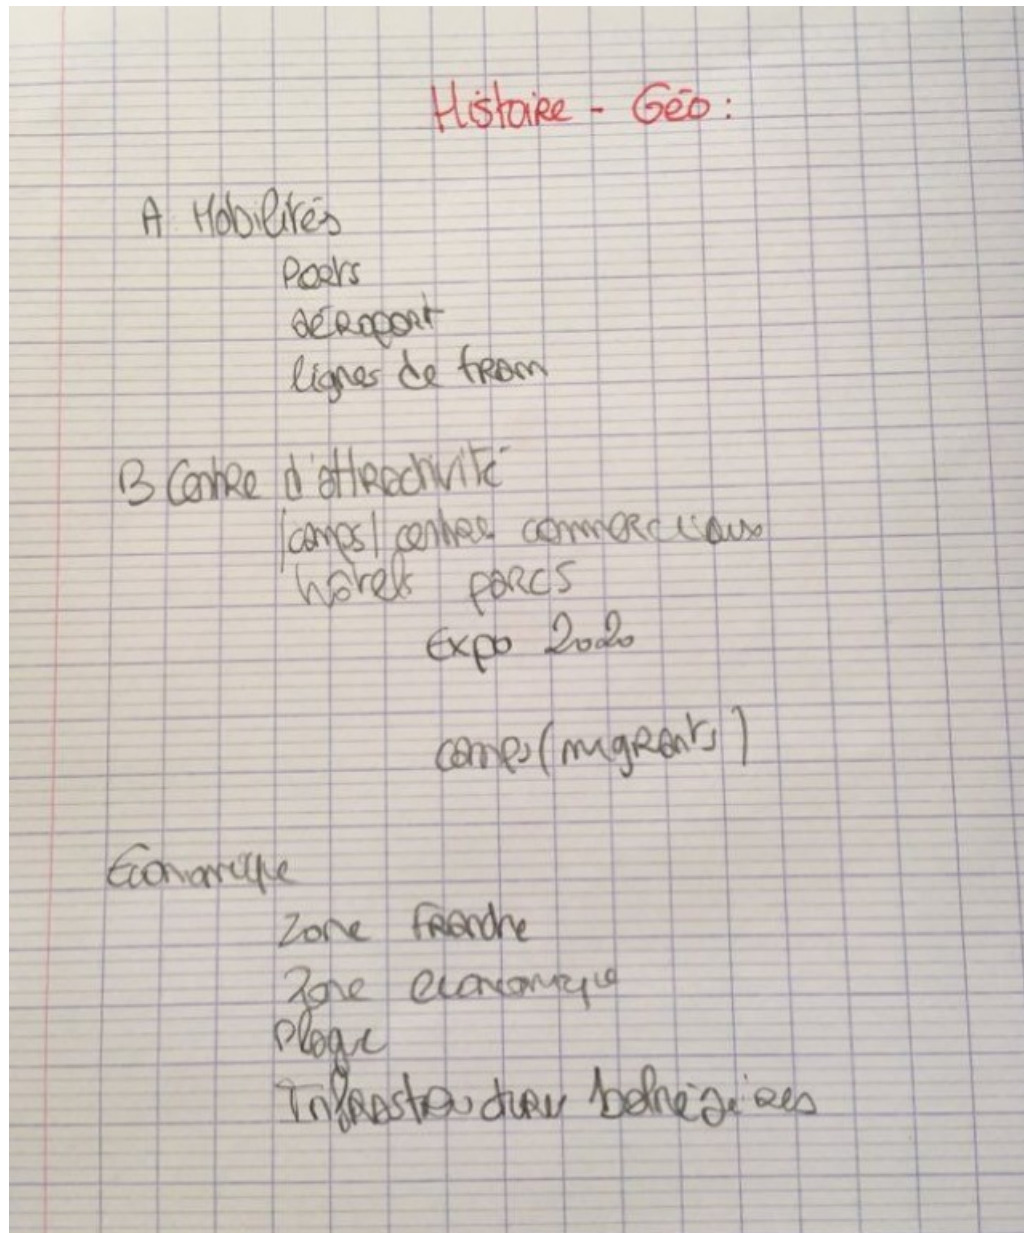 Histoire - Géo :
A Mobilités
Ports
aéroport
lignes de tram
B Centre d'attractivité
(camps) centres commerciaux
hôtels parcs
Expo 2020
camps (migrants)
Économique
Zone franche
Zone economique
Plage
Infrastructures balnéaires